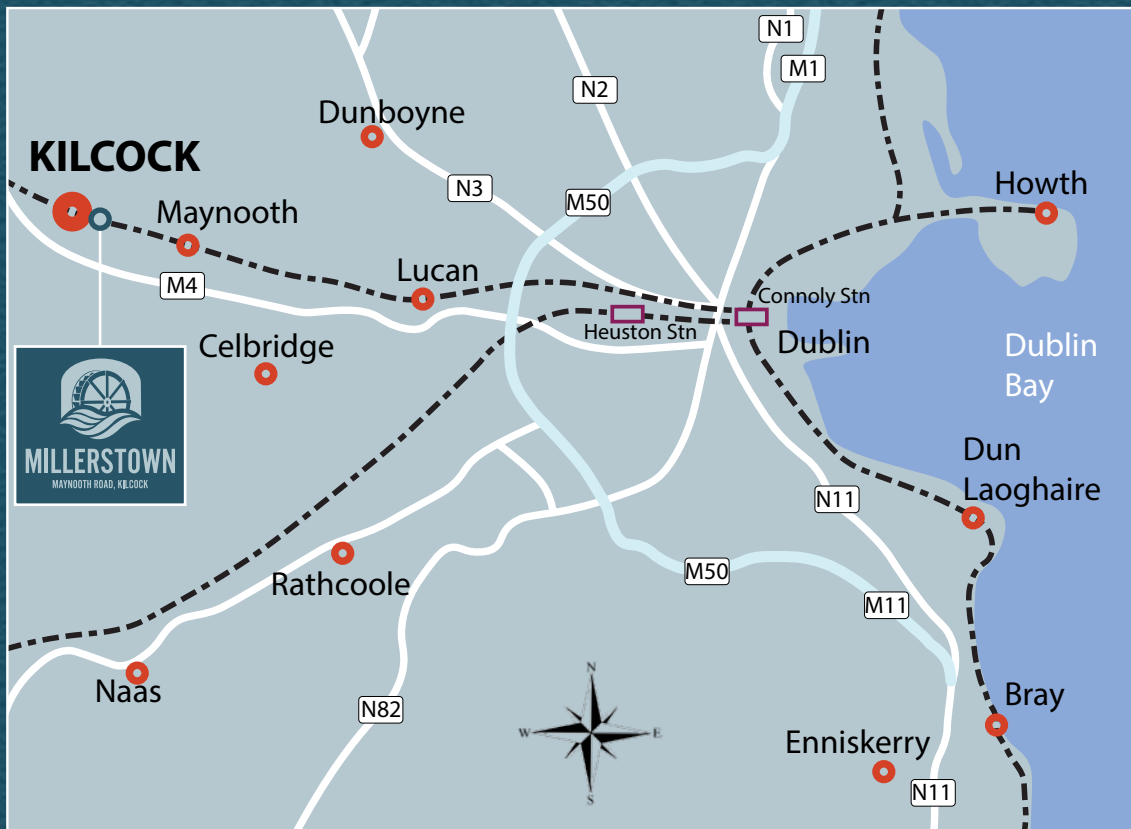 N1
M1
N2
Dunboyne
KILCOCK
N3
M50
Howth
Maynooth
Lucan
M4
Connoly Stn
Heuston Stn
Dublin
Celbridge
Dublin
Bay
MILLERSTOWN
MAYNOOTH ROAD, KILCOCK
Dun
Laoghaire
N11
Rathcoole
M50
M11
Naas
N82
N
W
E
S
Bray
Enniskerry
N11